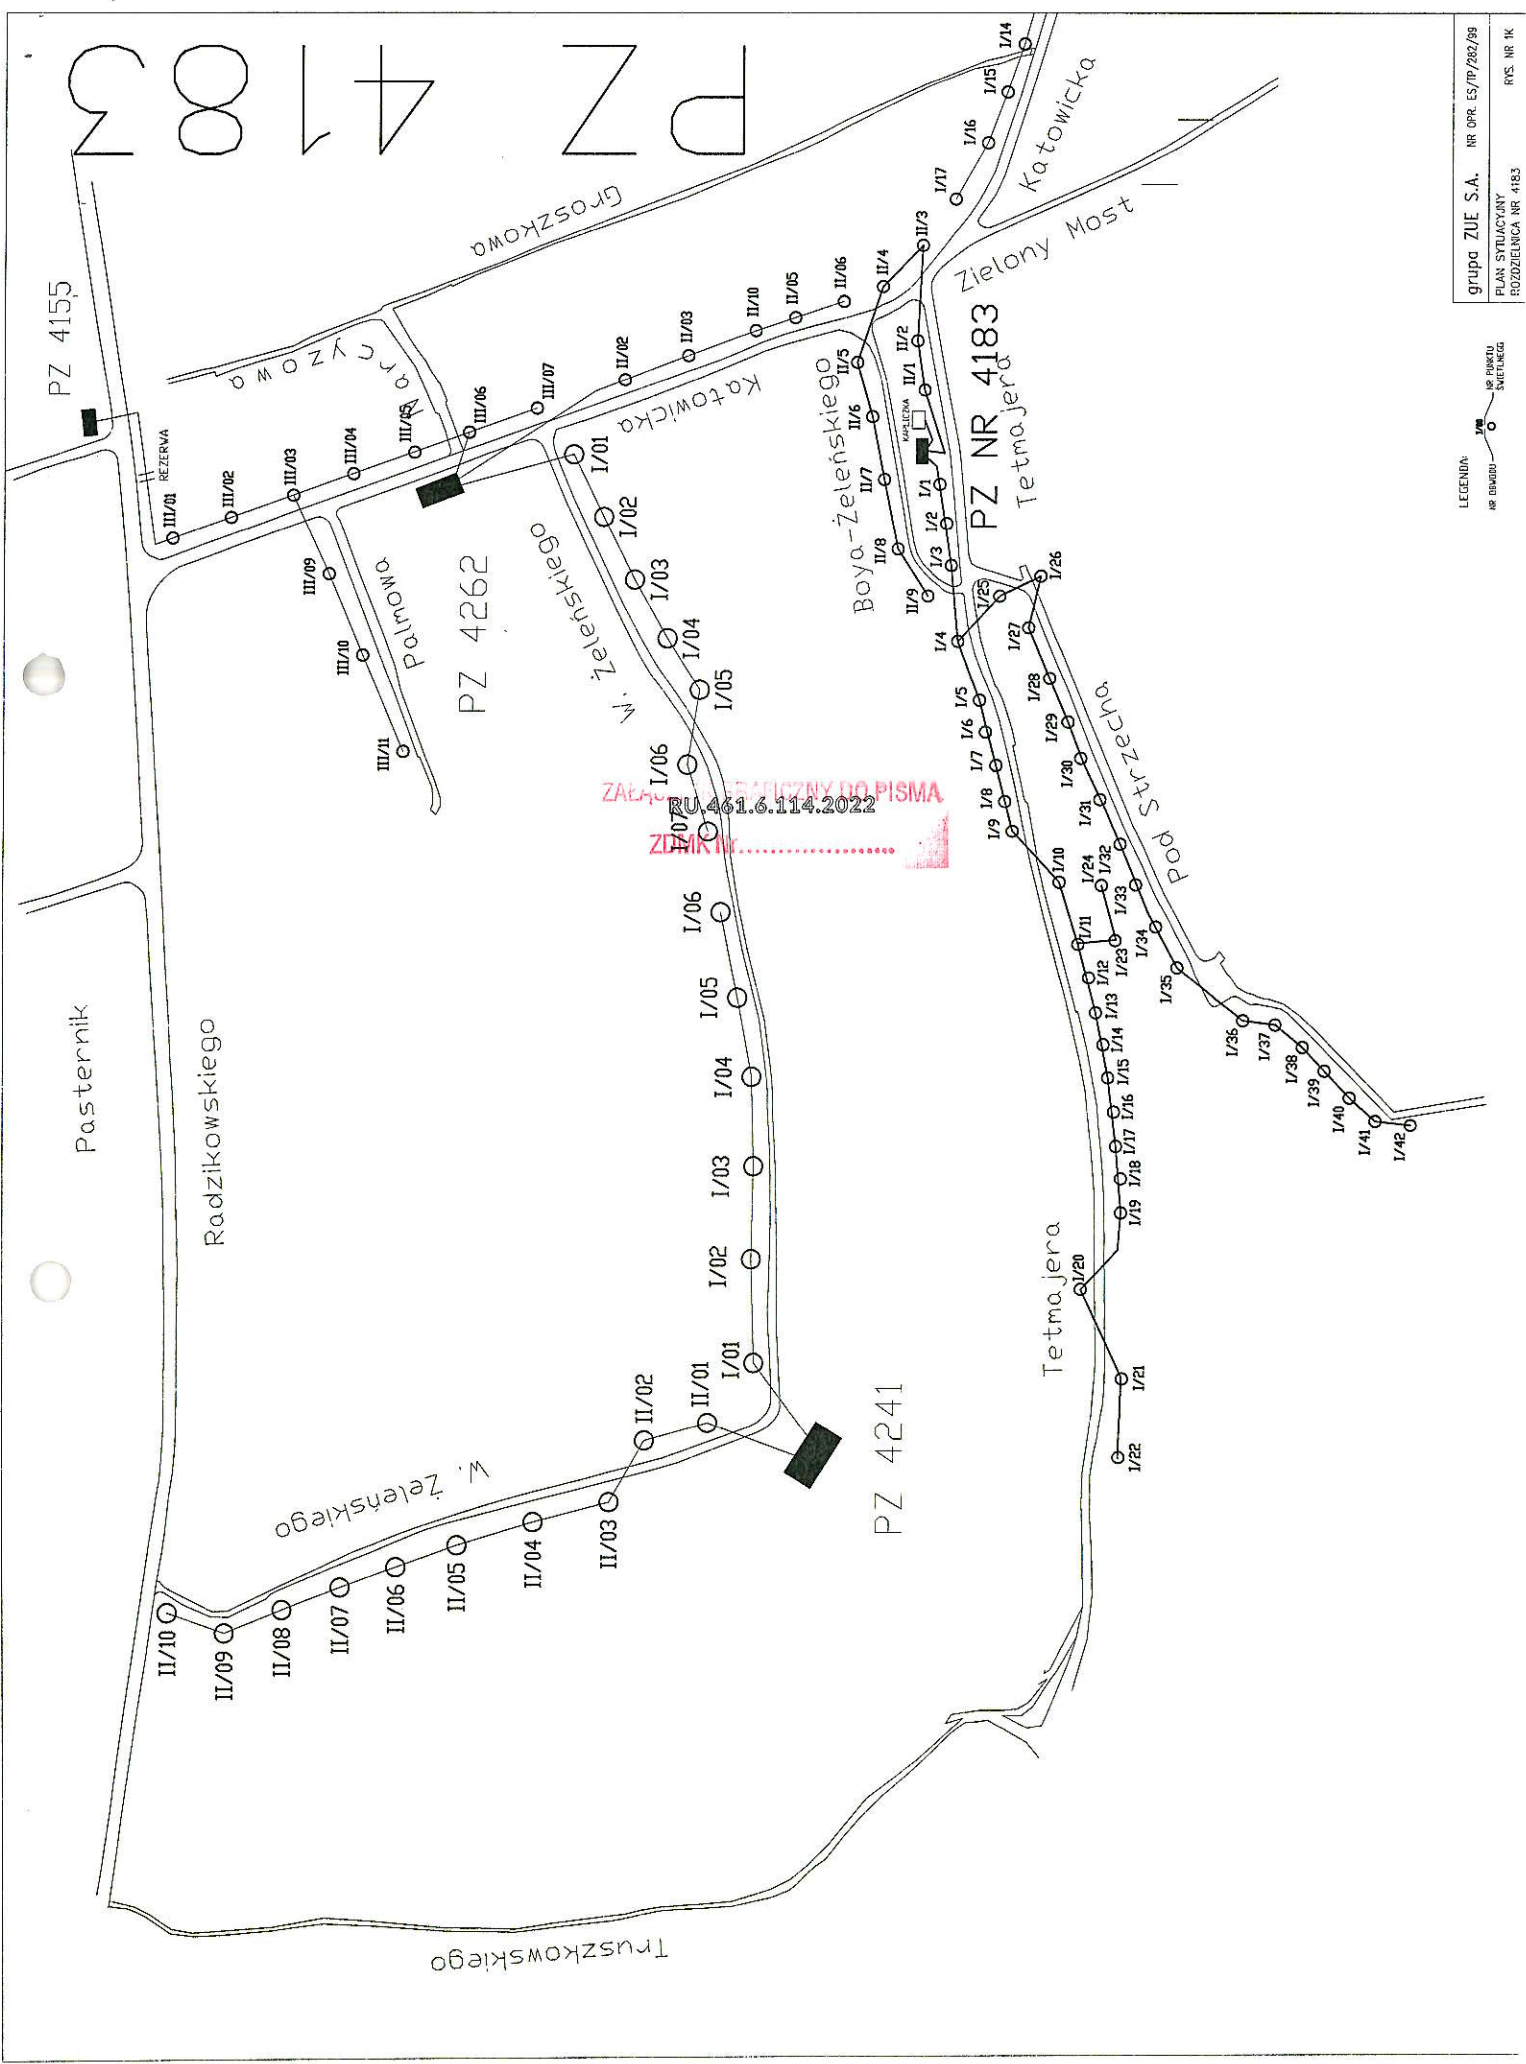 PZ 4183
PZ 4155
REZERWA
Pasternik
Radzikowskiego
Groszkowa
Narcyzowa
Katowicka
Katowicka
Zielony Most
Palmowa
PZ 4262
W. Żeleńskiego
Boya-Żeleńskiego
KAPLICZKA
PZ NR 4183
Tetmajera
Pod Strzechą
Tetmajera
PZ 4241
W. Żeleńskiego
Truszkowskiego
III/01
III/02
III/03
III/04
III/05
III/06
III/07
III/09
III/10
III/11
II/02
II/03
II/10
II/05
II/06
I/14
I/15
I/16
I/17
II/3
II/4
II/2
II/1
II/5
II/6
II/7
II/8
II/9
I/01
I/02
I/03
I/04
I/05
I/06
I/07
I/06
I/05
I/04
I/03
I/02
I/01
II/01
II/02
II/03
II/04
II/05
II/06
II/07
II/08
II/09
II/10
I/1
I/2
I/3
I/4
I/5
I/6
I/7
I/8
I/9
I/10
I/11
I/12
I/13
I/14
I/15
I/16
I/17
I/18
I/19
I/20
I/21
I/22
I/23
I/24
I/25
I/26
I/27
I/28
I/29
I/30
I/31
I/32
I/33
I/34
I/35
I/36
I/37
I/38
I/39
I/40
I/41
I/42
DO PISMA
RU.461.6.114.2022
ZDMK Nr.....................
LEGENDA:
NR OBWODU
NR PUNKTU
ŚWIETLNEGO
grupa ZUE S.A. NR OPR. ES/TP/282/99
PLAN SYTUACYJNY
ROZDZIELNICA NR 4183 RYS. NR 1K